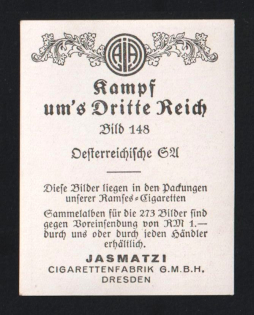 Kampf
um's Dritte Reich
Bild 148
Oesterreichische SA
Diese Bilder liegen in den Packungen
unserer Ramses=Cigaretten
Sammelalben für die 273 Bilder sind
gegen Voreinsendung von RM 1.—
durch uns oder durch jeden Händler
erhältlich.
JASMATZI
CIGARETTENFABRIK G.M.B.H.
DRESDEN